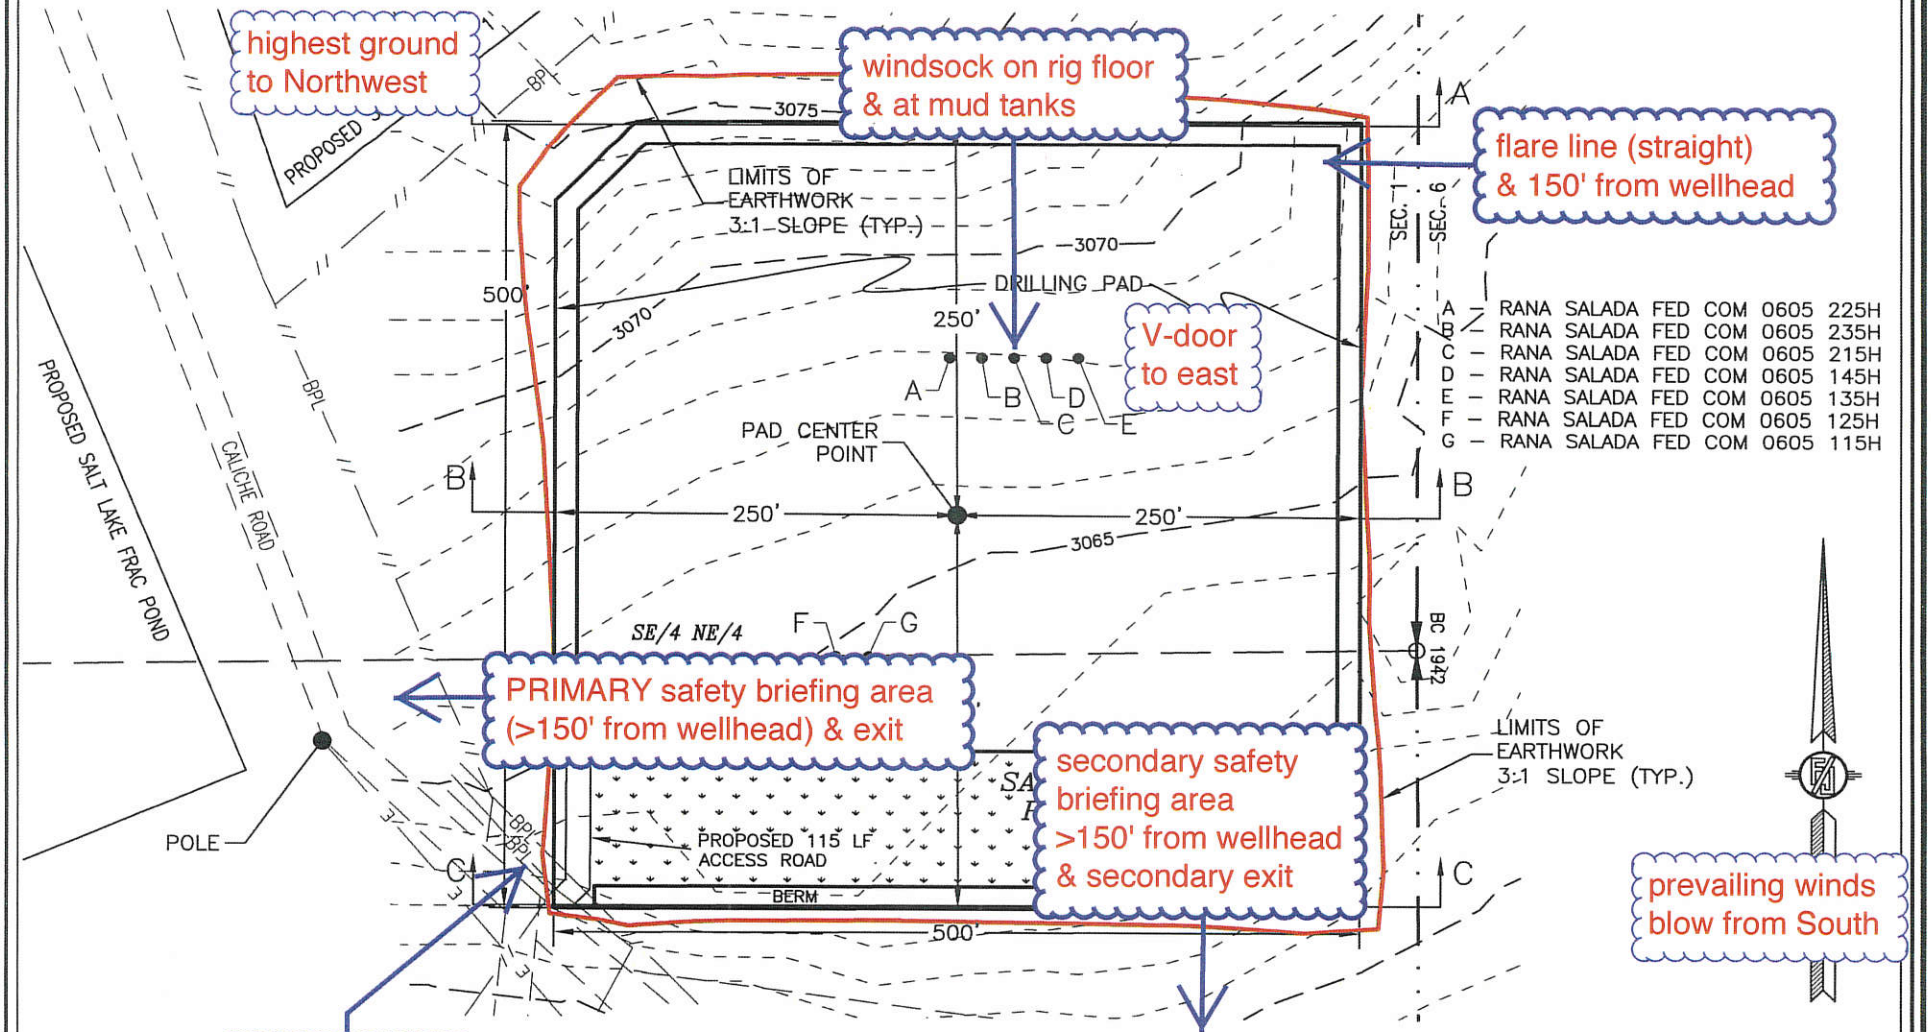 highest ground
to Northwest
windsock on rig floor
& at mud tanks
flare line (straight)
& 150' from wellhead
BPL
A
3075
PROPOSED
LIMITS OF
EARTHWORK
3:1 SLOPE (TYP.)
SEC. 1
SEC. 6
3070
500'
DRILLING PAD
3070
250'
V-door
to east
A – RANA SALADA FED COM 0605 225H
B – RANA SALADA FED COM 0605 235H
C – RANA SALADA FED COM 0605 215H
D – RANA SALADA FED COM 0605 145H
E – RANA SALADA FED COM 0605 135H
F – RANA SALADA FED COM 0605 125H
G – RANA SALADA FED COM 0605 115H
A
B
C
D
E
BPL
PROPOSED SALT LAKE FRAC POND
CALICHE ROAD
PAD CENTER
POINT
B
B
250'
250'
3065
SE/4 NE/4
F
G
BC 1942
PRIMARY safety briefing area
(>150' from wellhead) & exit
secondary safety
briefing area
>150' from wellhead
& secondary exit
LIMITS OF
EARTHWORK
3:1 SLOPE (TYP.)
POLE
BPL
BPL
PROPOSED 115 LF
ACCESS ROAD
C
C
BERM
500'
prevailing winds
blow from South